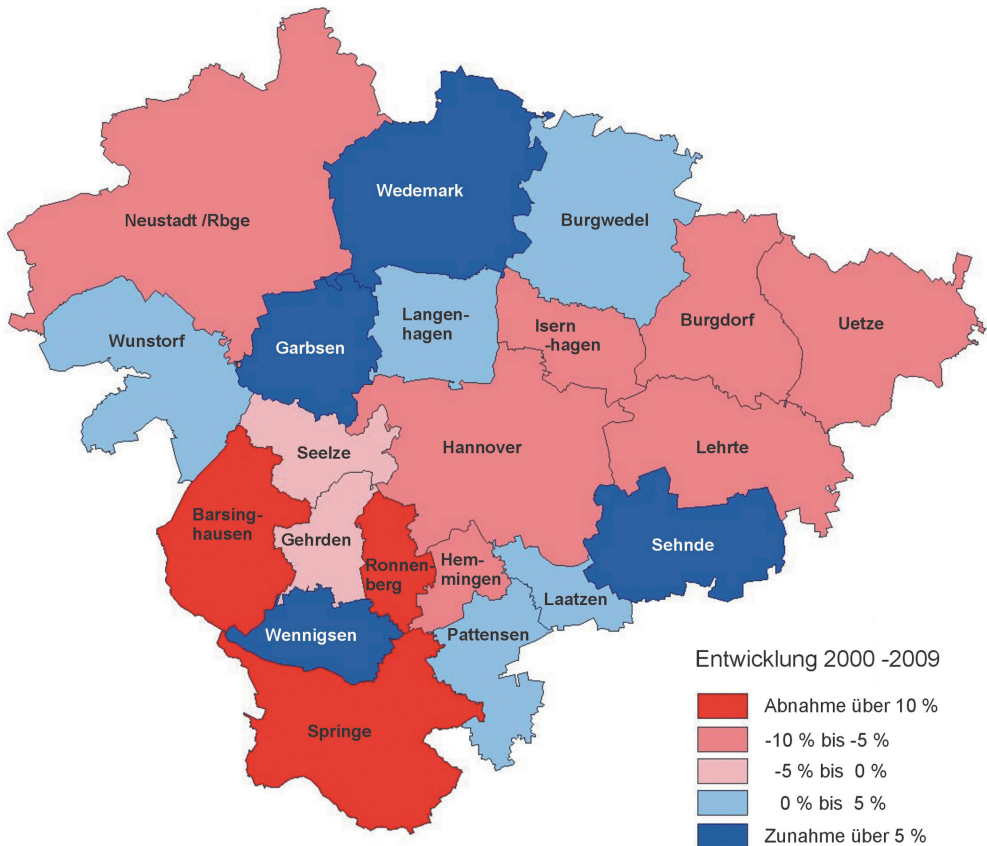 Wedemark
Neustadt /Rbge
Burgwedel
Langen-
hagen
Isern
-hagen
Burgdorf
Uetze
Wunstorf
Garbsen
Seelze
Hannover
Lehrte
Barsing-
hausen
Gehrden
Ronnen-
berg
Hem-
mingen
Sehnde
Laatzen
Wennigsen
Pattensen
Springe
Entwicklung 2000 -2009
Abnahme über 10 %
-10 % bis -5 %
-5 % bis 0 %
0 % bis 5 %
Zunahme über 5 %